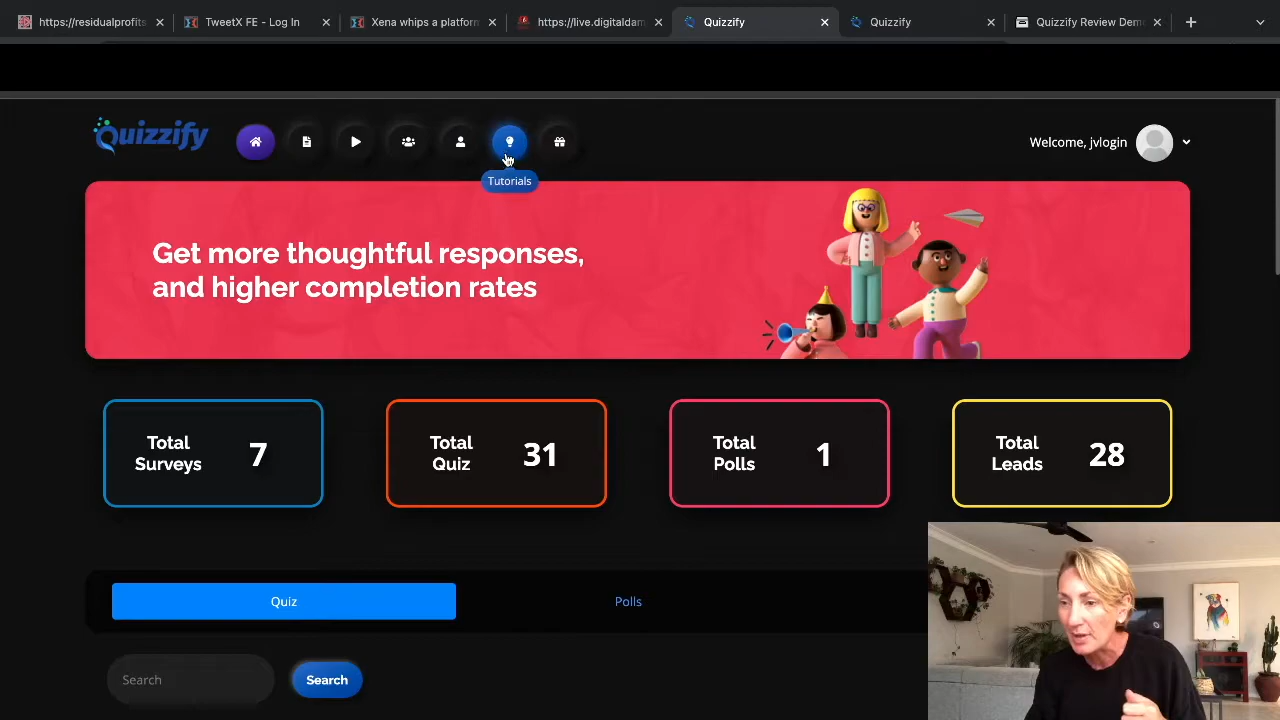 https://residualprofits
TweetX FE - Log In
Xena whips a platform
https://live.digitaldam
Quizzify
Quizzify
Quizzify Review Dem
Quizzify
Welcome, jvlogin
Tutorials
Get more thoughtful responses,
and higher completion rates
Total
Surveys
7
Total
Quiz
31
Total
Polls
1
Total
Leads
28
Quiz
Polls
Search
Search